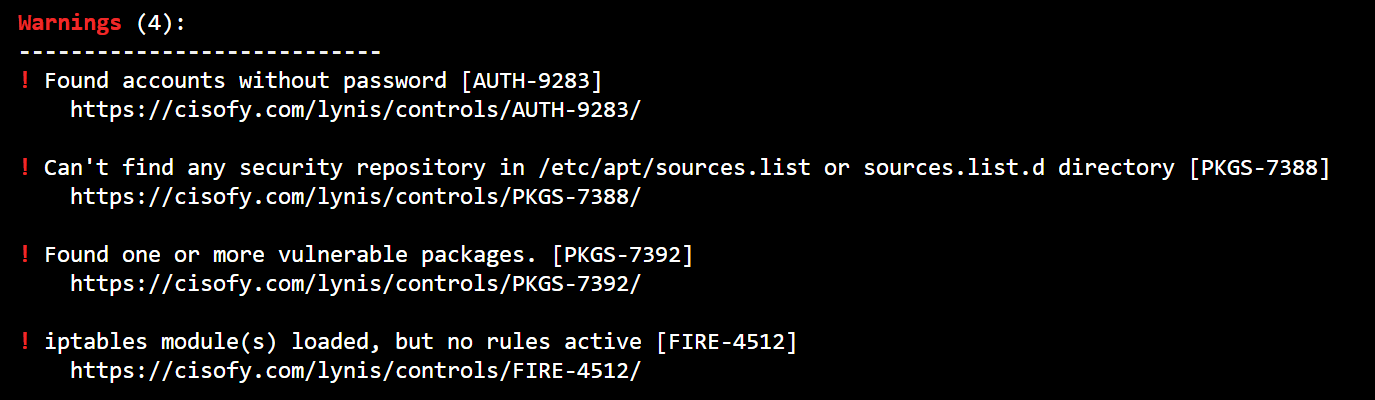 Warnings (4):
----------------------------
! Found accounts without password [AUTH-9283]
https://cisofy.com/lynis/controls/AUTH-9283/
! Can't find any security repository in /etc/apt/sources.list or sources.list.d directory [PKGS-7388]
https://cisofy.com/lynis/controls/PKGS-7388/
! Found one or more vulnerable packages. [PKGS-7392]
https://cisofy.com/lynis/controls/PKGS-7392/
! iptables module(s) loaded, but no rules active [FIRE-4512]
https://cisofy.com/lynis/controls/FIRE-4512/